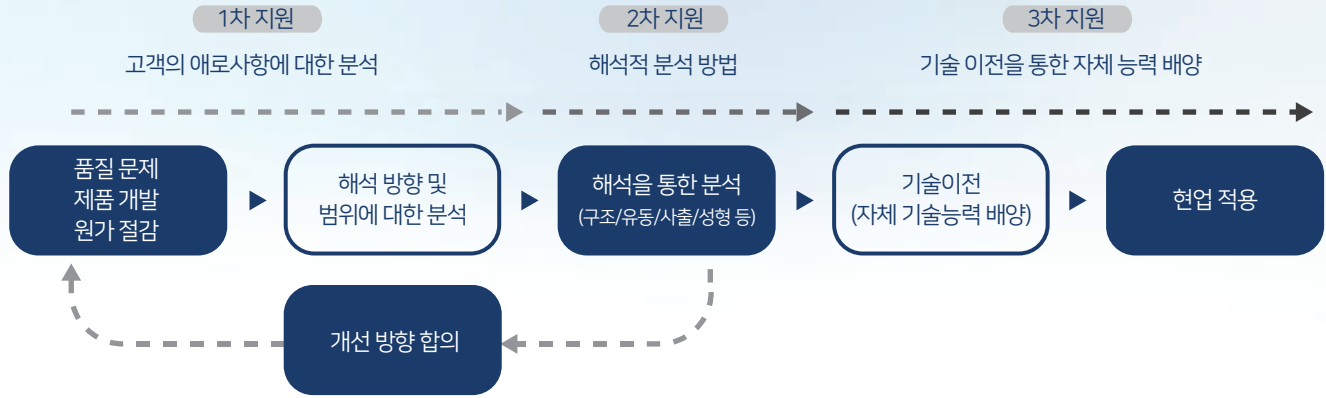 1차 지원
고객의 애로사항에 대한 분석
2차 지원
해석적 분석 방법
3차 지원
기술 이전을 통한 자체 능력 배양
품질 문제
제품 개발
원가 절감
해석 방향 및
범위에 대한 분석
해석을 통한 분석
(구조/유동/사출/성형 등)
기술이전
(자체 기술능력 배양)
현업 적용
개선 방향 합의